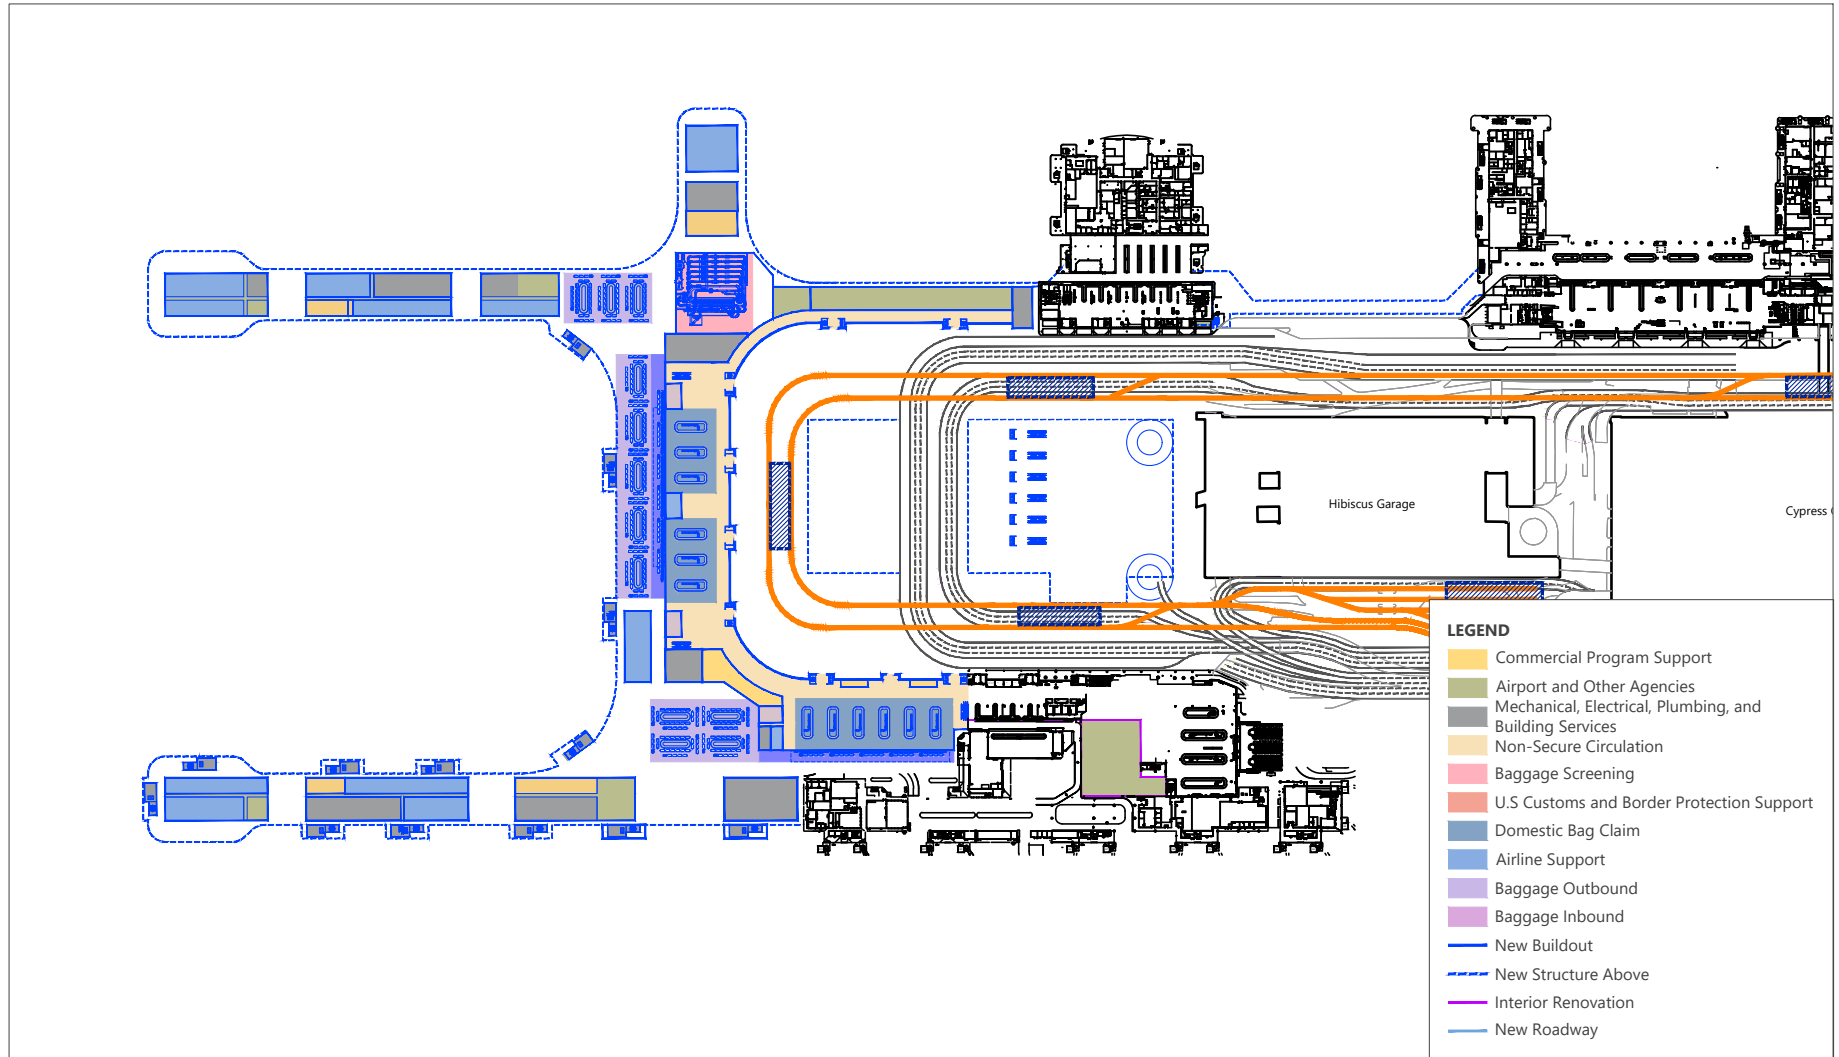 Hibiscus Garage
Cypress
LEGEND
Commercial Program Support
Airport and Other Agencies
Mechanical, Electrical, Plumbing, and
Building Services
Non-Secure Circulation
Baggage Screening
U.S Customs and Border Protection Support
Domestic Bag Claim
Airline Support
Baggage Outbound
Baggage Inbound
New Buildout
New Structure Above
Interior Renovation
New Roadway